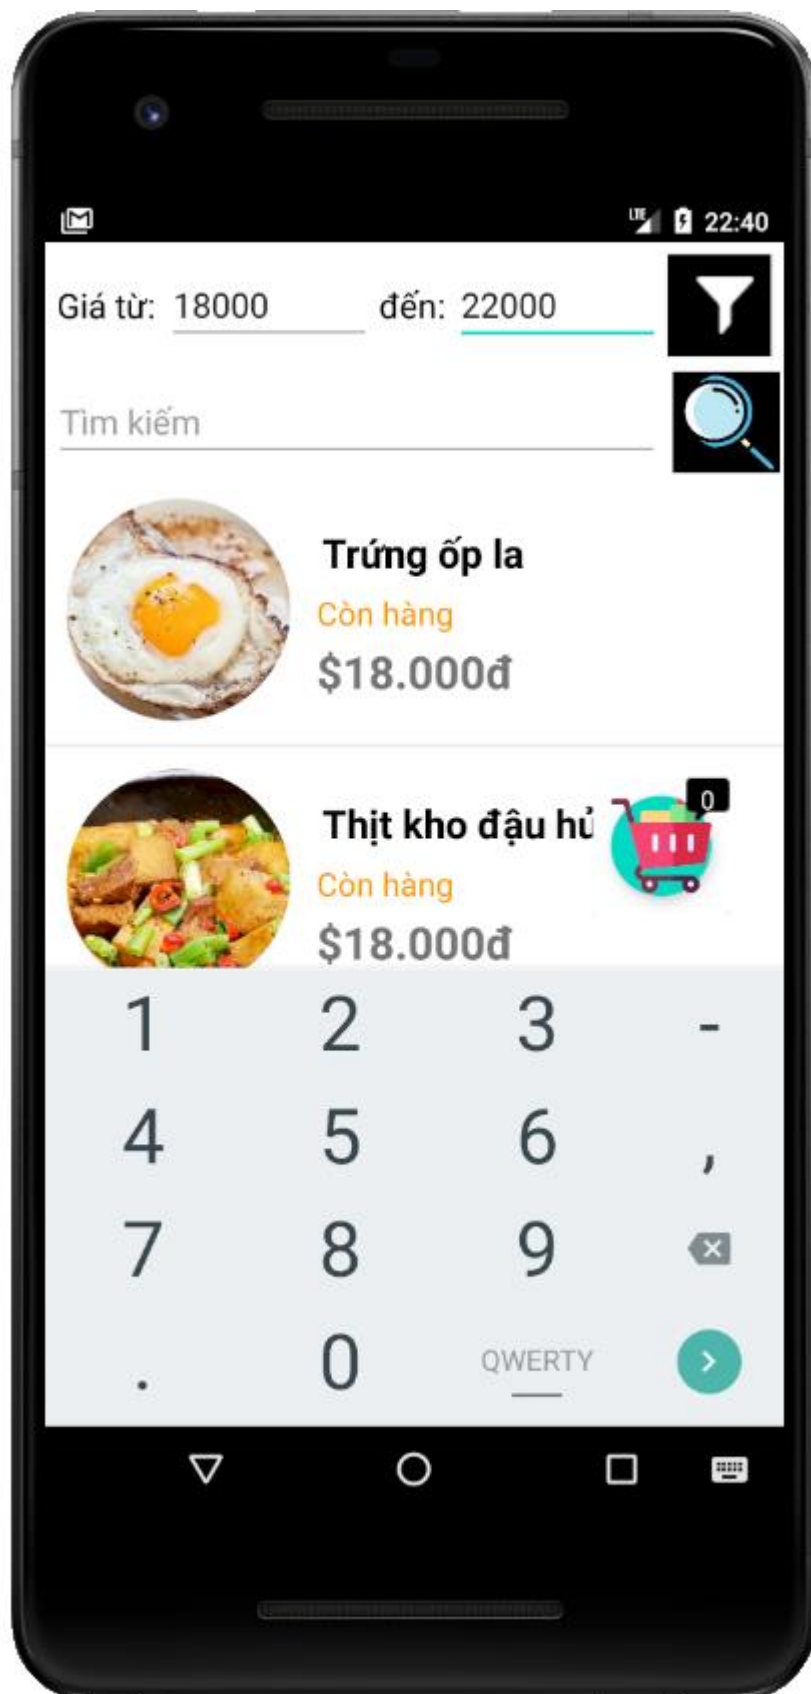 LTE 22:40
Giá từ: 18000 đến: 22000
Tìm kiếm
Trứng ốp la
Còn hàng
$18.000đ
0
Thịt kho đậu hủ
Còn hàng
$18.000đ
1 2 3 -
4 5 6 ,
7 8 9
. 0 QWERTY